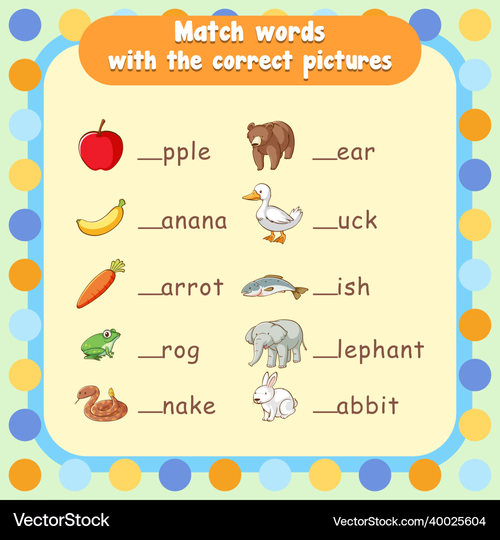 Match words
with the correct pictures
__pple
__ear
__anana
__uck
__arrot
__ish
__rog
__lephant
__nake
__abbit
VectorStock
VectorStock.com/40025604